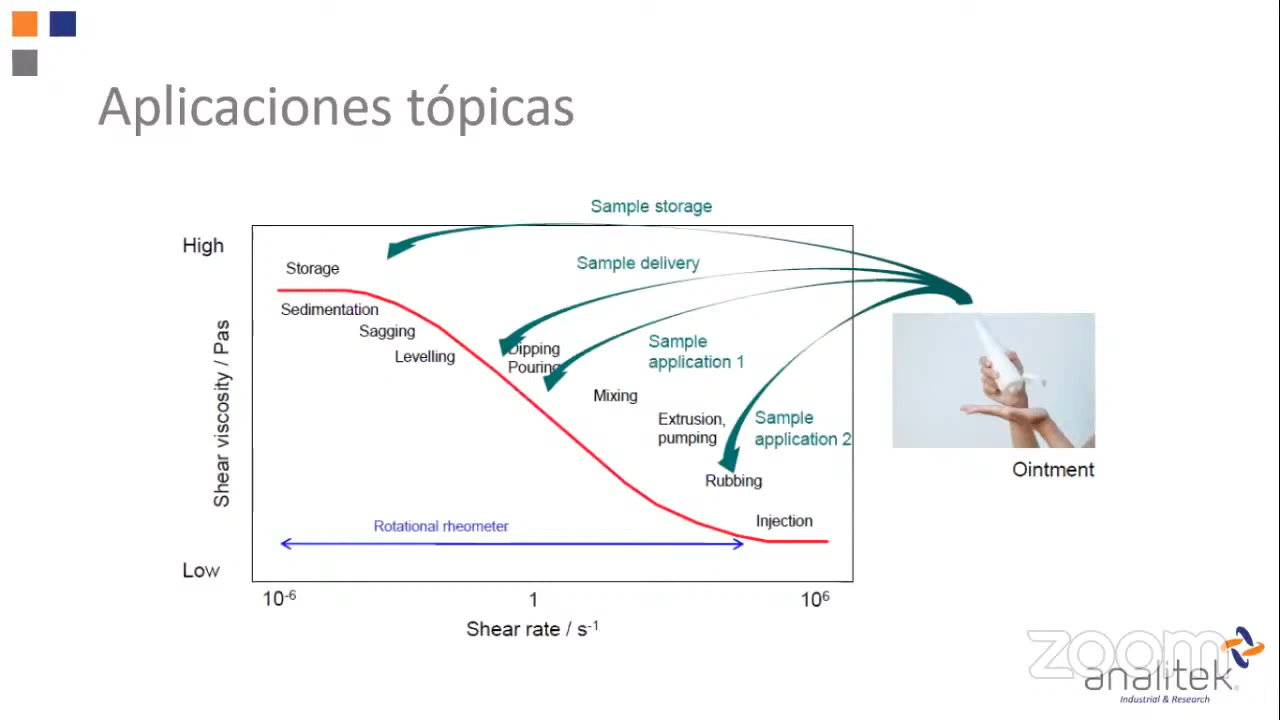 Aplicaciones tópicas
Sample storage
High
Storage
Sample delivery
Sedimentation
Sagging
Levelling
Dipping
Pouring
Sample
application 1
Mixing
Extrusion,
pumping
Sample
application 2
Rubbing
Ointment
Injection
Shear viscosity / Pas
Rotational rheometer
Low
10⁻⁶
1
10⁶
Shear rate / s⁻¹
zoom
analitek®
Industrial & Research